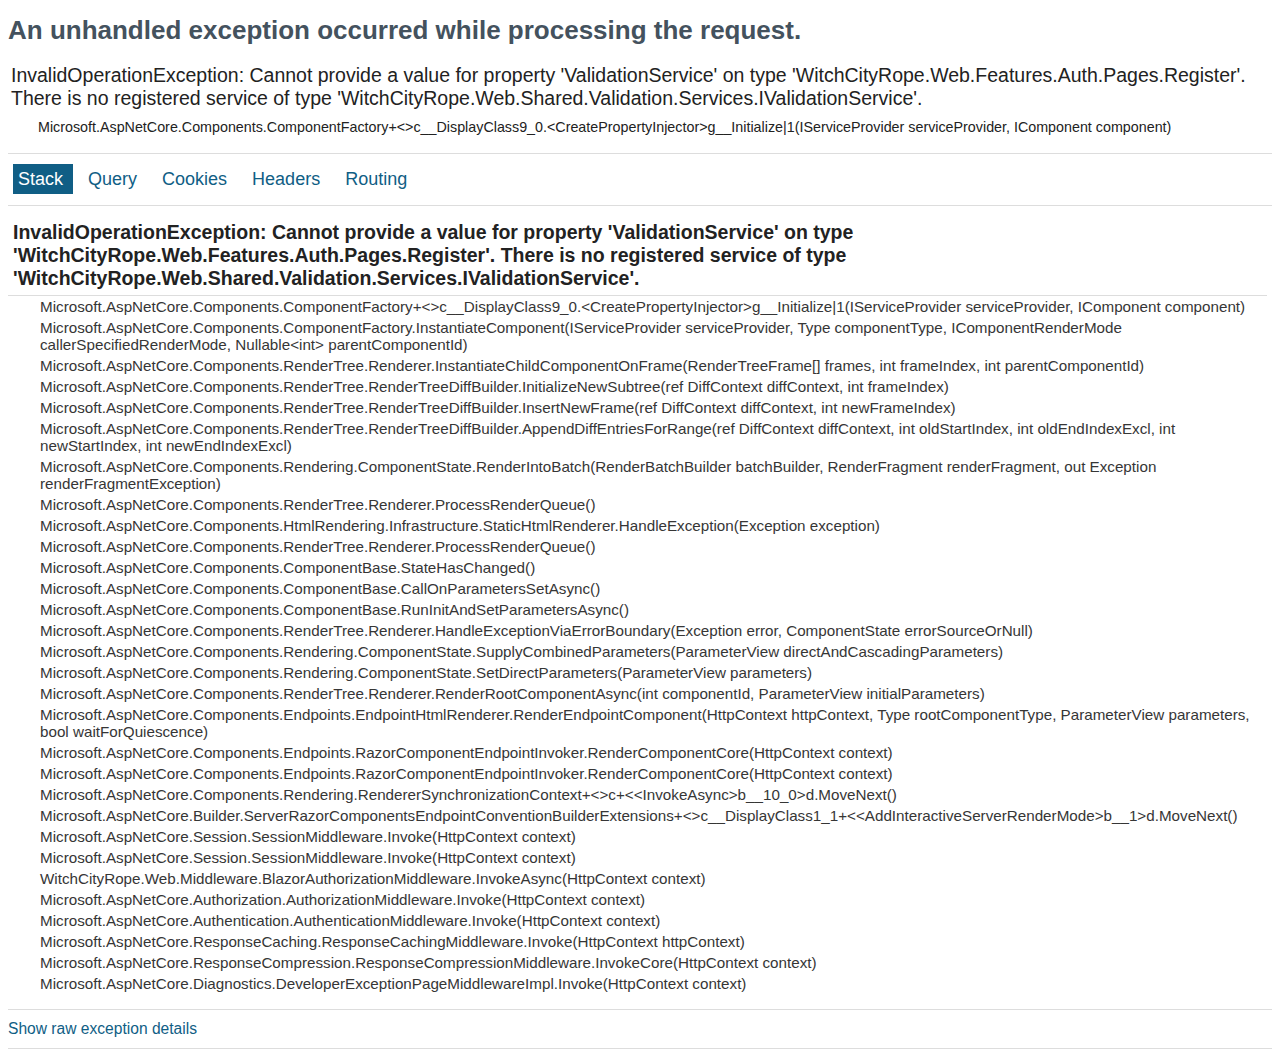 An unhandled exception occurred while processing the request.
InvalidOperationException: Cannot provide a value for property 'ValidationService' on type 'WitchCityRope.Web.Features.Auth.Pages.Register'.
There is no registered service of type 'WitchCityRope.Web.Shared.Validation.Services.IValidationService'.
Microsoft.AspNetCore.Components.ComponentFactory+<>c__DisplayClass9_0.<CreatePropertyInjector>g__Initialize|1(IServiceProvider serviceProvider, IComponent component)
Stack Query Cookies Headers Routing
InvalidOperationException: Cannot provide a value for property 'ValidationService' on type
'WitchCityRope.Web.Features.Auth.Pages.Register'. There is no registered service of type
'WitchCityRope.Web.Shared.Validation.Services.IValidationService'.
Microsoft.AspNetCore.Components.ComponentFactory+<>c__DisplayClass9_0.<CreatePropertyInjector>g__Initialize|1(IServiceProvider serviceProvider, IComponent component)
Microsoft.AspNetCore.Components.ComponentFactory.InstantiateComponent(IServiceProvider serviceProvider, Type componentType, IComponentRenderMode
callerSpecifiedRenderMode, Nullable<int> parentComponentId)
Microsoft.AspNetCore.Components.RenderTree.Renderer.InstantiateChildComponentOnFrame(RenderTreeFrame[] frames, int frameIndex, int parentComponentId)
Microsoft.AspNetCore.Components.RenderTree.RenderTreeDiffBuilder.InitializeNewSubtree(ref DiffContext diffContext, int frameIndex)
Microsoft.AspNetCore.Components.RenderTree.RenderTreeDiffBuilder.InsertNewFrame(ref DiffContext diffContext, int newFrameIndex)
Microsoft.AspNetCore.Components.RenderTree.RenderTreeDiffBuilder.AppendDiffEntriesForRange(ref DiffContext diffContext, int oldStartIndex, int oldEndIndexExcl, int
newStartIndex, int newEndIndexExcl)
Microsoft.AspNetCore.Components.Rendering.ComponentState.RenderIntoBatch(RenderBatchBuilder batchBuilder, RenderFragment renderFragment, out Exception
renderFragmentException)
Microsoft.AspNetCore.Components.RenderTree.Renderer.ProcessRenderQueue()
Microsoft.AspNetCore.Components.HtmlRendering.Infrastructure.StaticHtmlRenderer.HandleException(Exception exception)
Microsoft.AspNetCore.Components.RenderTree.Renderer.ProcessRenderQueue()
Microsoft.AspNetCore.Components.ComponentBase.StateHasChanged()
Microsoft.AspNetCore.Components.ComponentBase.CallOnParametersSetAsync()
Microsoft.AspNetCore.Components.ComponentBase.RunInitAndSetParametersAsync()
Microsoft.AspNetCore.Components.RenderTree.Renderer.HandleExceptionViaErrorBoundary(Exception error, ComponentState errorSourceOrNull)
Microsoft.AspNetCore.Components.Rendering.ComponentState.SupplyCombinedParameters(ParameterView directAndCascadingParameters)
Microsoft.AspNetCore.Components.Rendering.ComponentState.SetDirectParameters(ParameterView parameters)
Microsoft.AspNetCore.Components.RenderTree.Renderer.RenderRootComponentAsync(int componentId, ParameterView initialParameters)
Microsoft.AspNetCore.Components.Endpoints.EndpointHtmlRenderer.RenderEndpointComponent(HttpContext httpContext, Type rootComponentType, ParameterView parameters,
bool waitForQuiescence)
Microsoft.AspNetCore.Components.Endpoints.RazorComponentEndpointInvoker.RenderComponentCore(HttpContext context)
Microsoft.AspNetCore.Components.Endpoints.RazorComponentEndpointInvoker.RenderComponentCore(HttpContext context)
Microsoft.AspNetCore.Components.Rendering.RendererSynchronizationContext+<>c+<<InvokeAsync>b__10_0>d.MoveNext()
Microsoft.AspNetCore.Builder.ServerRazorComponentsEndpointConventionBuilderExtensions+<>c__DisplayClass1_1+<<AddInteractiveServerRenderMode>b__1>d.MoveNext()
Microsoft.AspNetCore.Session.SessionMiddleware.Invoke(HttpContext context)
Microsoft.AspNetCore.Session.SessionMiddleware.Invoke(HttpContext context)
WitchCityRope.Web.Middleware.BlazorAuthorizationMiddleware.InvokeAsync(HttpContext context)
Microsoft.AspNetCore.Authorization.AuthorizationMiddleware.Invoke(HttpContext context)
Microsoft.AspNetCore.Authentication.AuthenticationMiddleware.Invoke(HttpContext context)
Microsoft.AspNetCore.ResponseCaching.ResponseCachingMiddleware.Invoke(HttpContext httpContext)
Microsoft.AspNetCore.ResponseCompression.ResponseCompressionMiddleware.InvokeCore(HttpContext context)
Microsoft.AspNetCore.Diagnostics.DeveloperExceptionPageMiddlewareImpl.Invoke(HttpContext context)
Show raw exception details